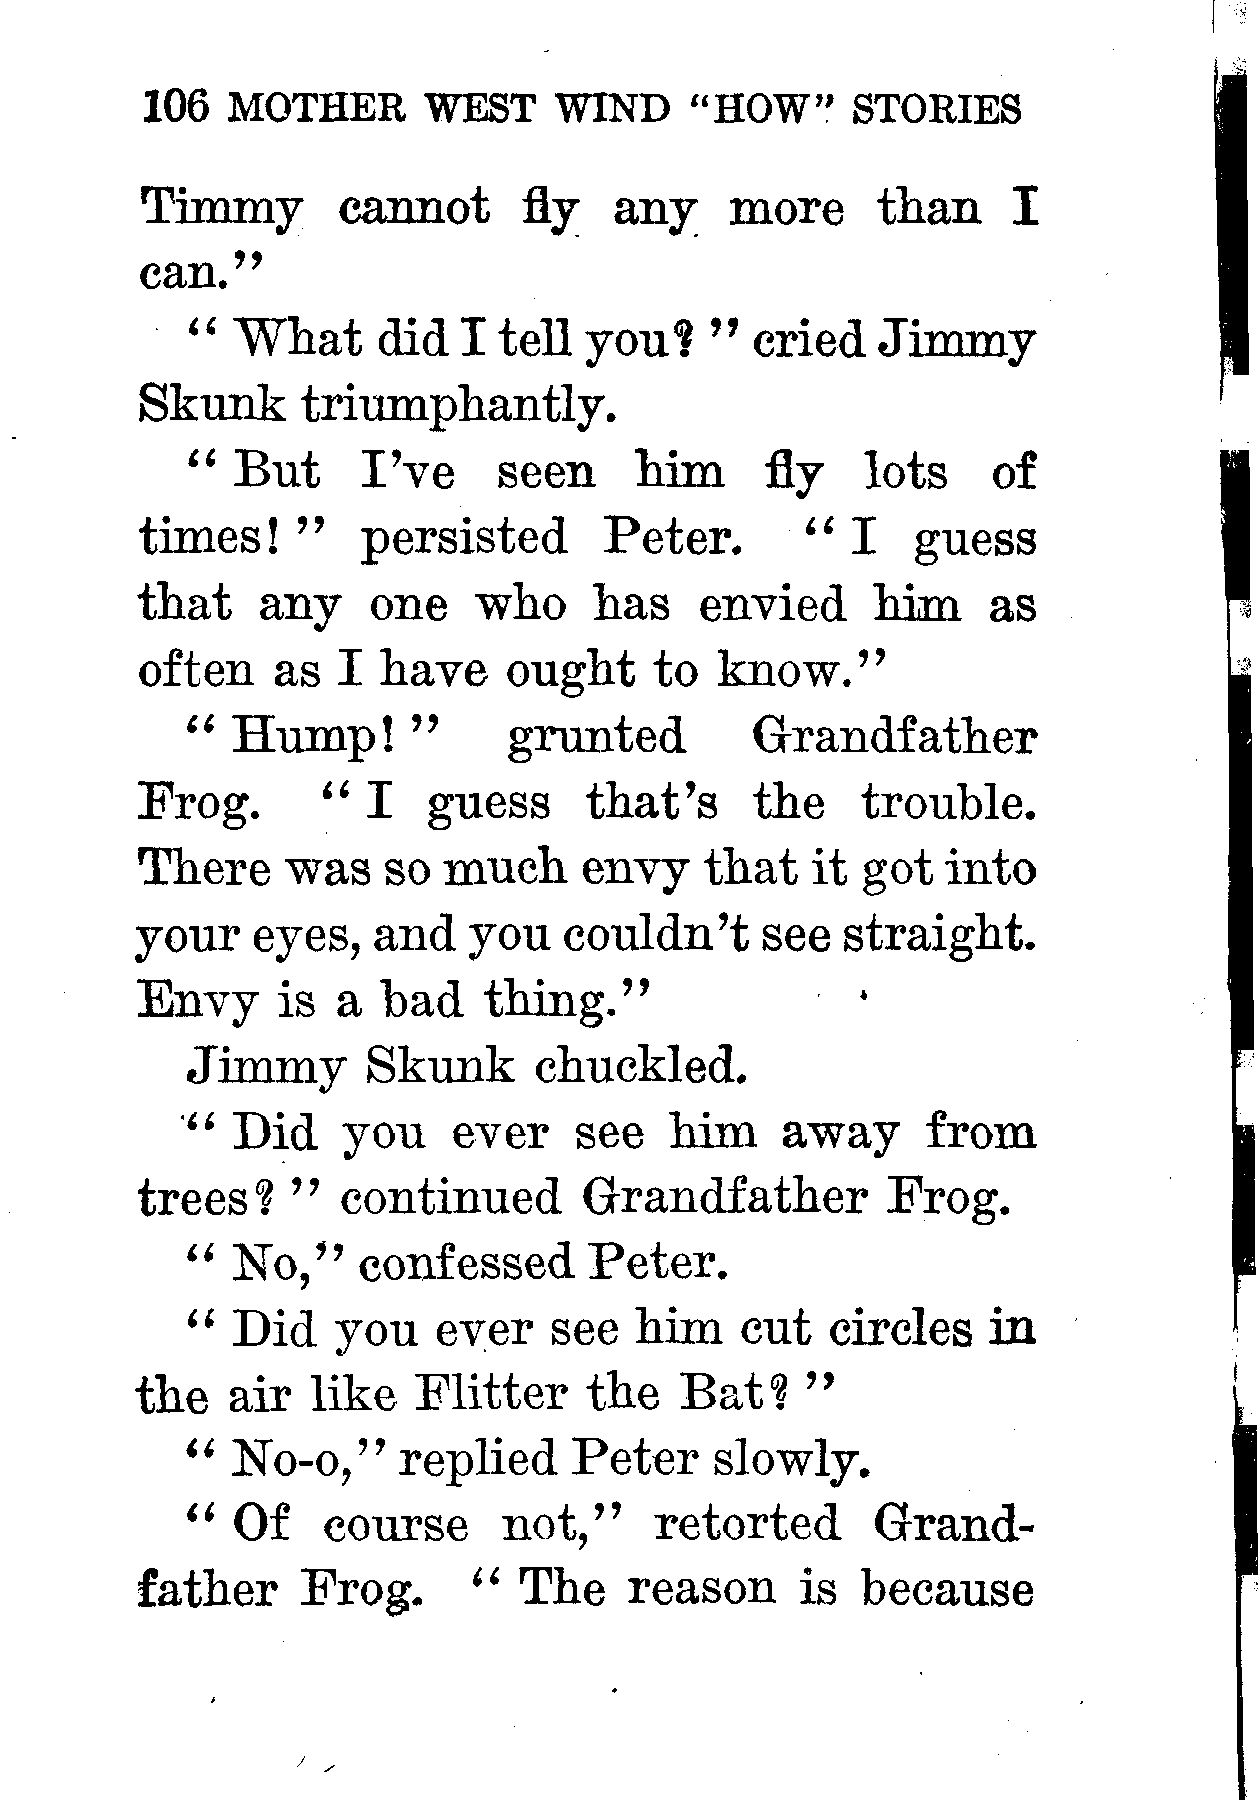 106 MOTHER WEST WIND "HOW" STORIES
Timmy cannot fly any more than I
can."
" What did I tell you? " cried Jimmy
Skunk triumphantly.
" But I've seen him fly lots of
times! " persisted Peter. " I guess
that any one who has envied him as
often as I have ought to know."
" Hump! " grunted Grandfather
Frog. " I guess that's the trouble.
There was so much envy that it got into
your eyes, and you couldn't see straight.
Envy is a bad thing."
Jimmy Skunk chuckled.
" Did you ever see him away from
trees? " continued Grandfather Frog.
" No," confessed Peter.
" Did you ever see him cut circles in
the air like Flitter the Bat? "
" No-o," replied Peter slowly.
" Of course not," retorted Grand-
father Frog. " The reason is because